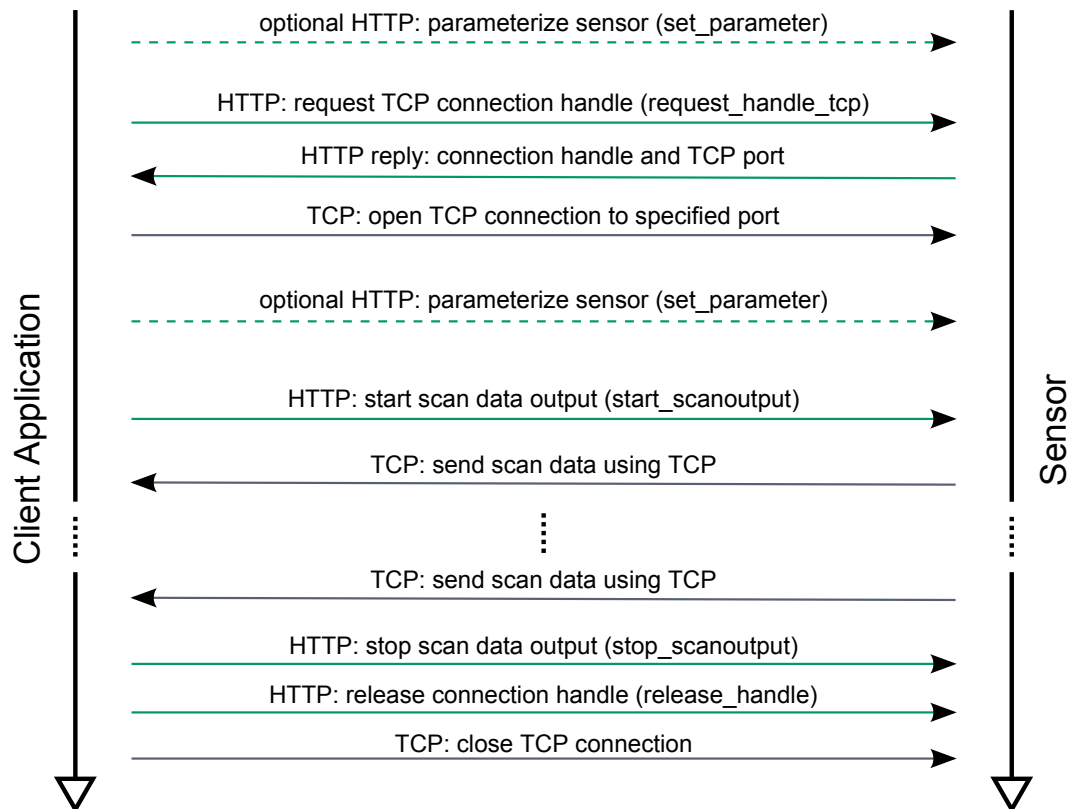 optional HTTP: parameterize sensor (set_parameter)
HTTP: request TCP connection handle (request_handle_tcp)
HTTP reply: connection handle and TCP port
TCP: open TCP connection to specified port
optional HTTP: parameterize sensor (set_parameter)
HTTP: start scan data output (start_scanoutput)
TCP: send scan data using TCP
TCP: send scan data using TCP
HTTP: stop scan data output (stop_scanoutput)
HTTP: release connection handle (release_handle)
TCP: close TCP connection
Client Application
Sensor